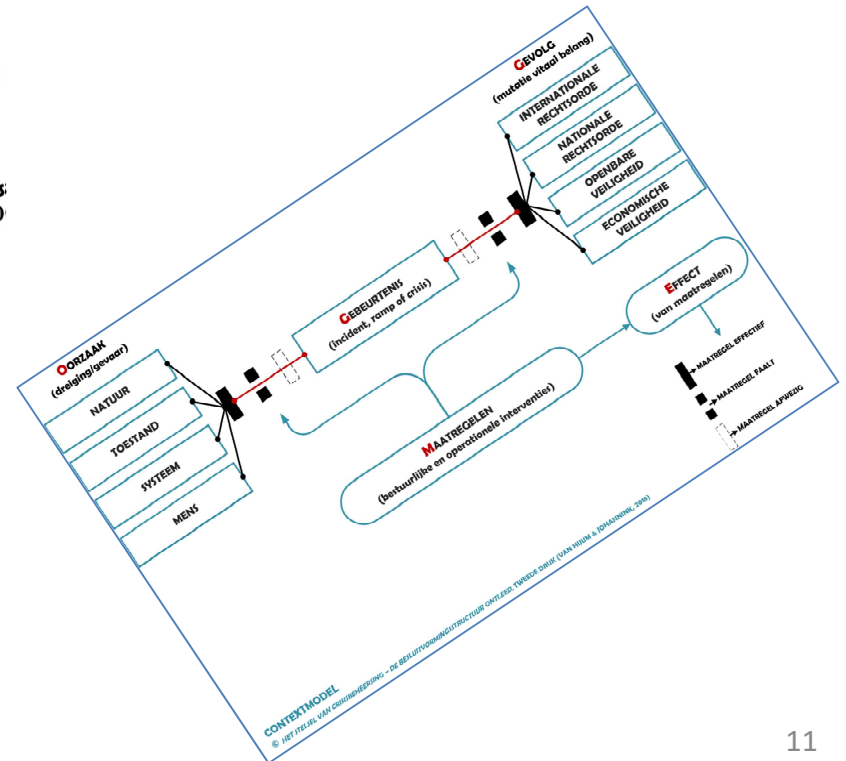 GEVOLG
(mutatie vitaal belang)
INTERNATIONALE
RECHTSORDE
NATIONALE
RECHTSORDE
OPENBARE
VEILIGHEID
ECONOMISCHE
VEILIGHEID
GEBEURTENIS
(incident, ramp of crisis)
OORZAAK
(dreiging/gevaar)
NATUUR
TOESTAND
SYSTEEM
MENS
EFFECT
(van maatregelen)
MAATREGELEN
(bestuurlijke en operationele interventies)
MAATREGEL EFFECTIEF
MAATREGEL FAALT
MAATREGEL AFWEZIG
CONTEXTMODEL
© HET STELSEL VAN CRISISBEHEERSING – DE BESLUITVORMINGSSTRUCTUUR ONTLEED, TWEEDE DRUK (VAN HIJUM & JOHANNINK, 2015)
11